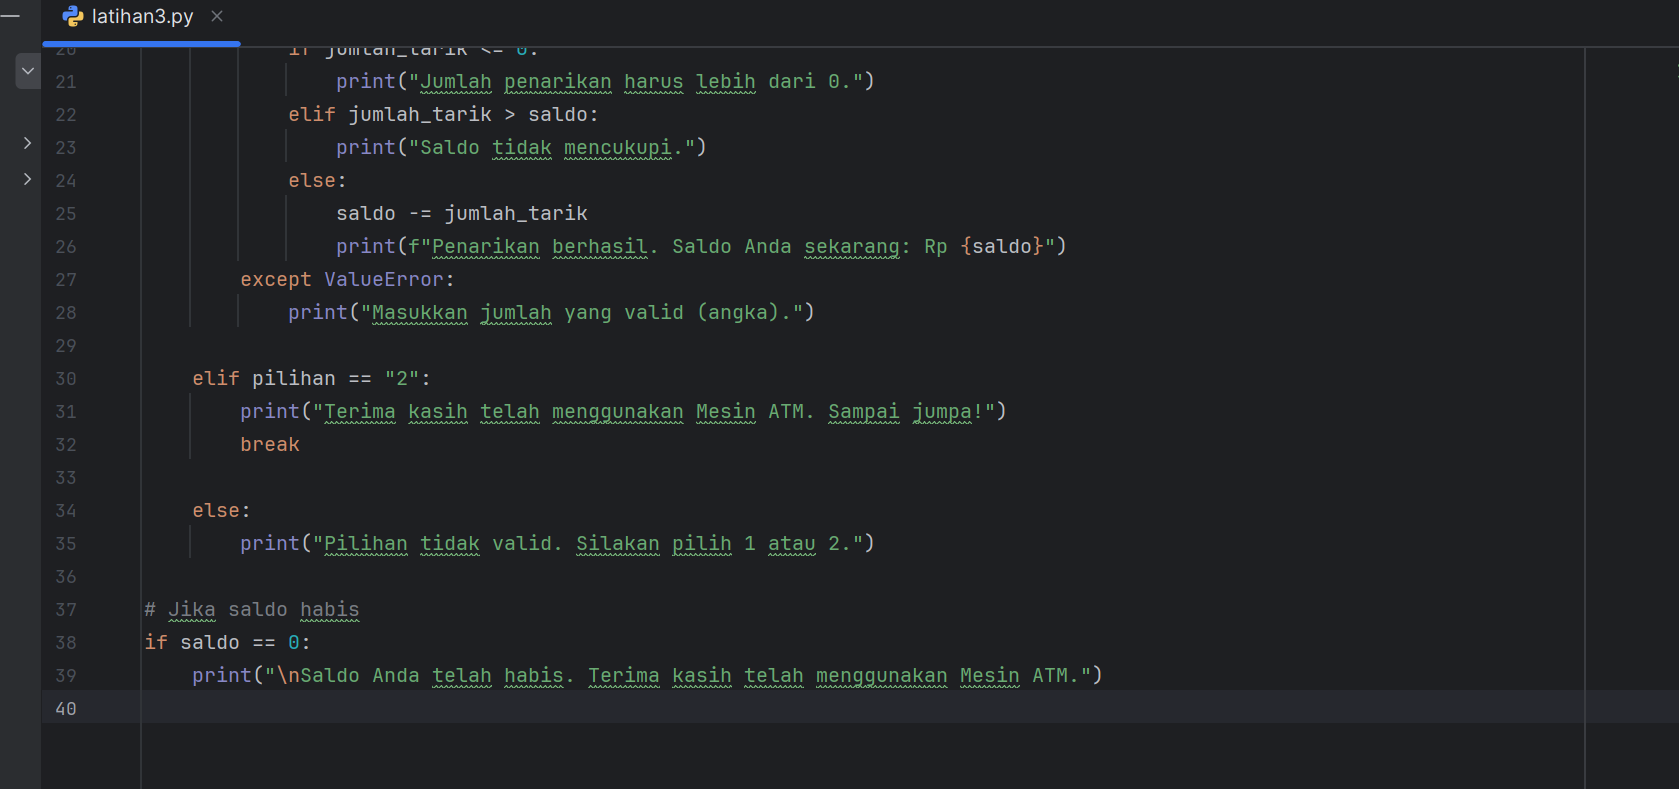 latihan3.py
20 if jumlah_tarik <= 0:
21 print("Jumlah penarikan harus lebih dari 0.")
22 elif jumlah_tarik > saldo:
23 print("Saldo tidak mencukupi.")
24 else:
25 saldo -= jumlah_tarik
26 print(f"Penarikan berhasil. Saldo Anda sekarang: Rp {saldo}")
27 except ValueError:
28 print("Masukkan jumlah yang valid (angka).")
29
30 elif pilihan == "2":
31 print("Terima kasih telah menggunakan Mesin ATM. Sampai jumpa!")
32 break
33
34 else:
35 print("Pilihan tidak valid. Silakan pilih 1 atau 2.")
36
37 # Jika saldo habis
38 if saldo == 0:
39 print("\nSaldo Anda telah habis. Terima kasih telah menggunakan Mesin ATM.")
40